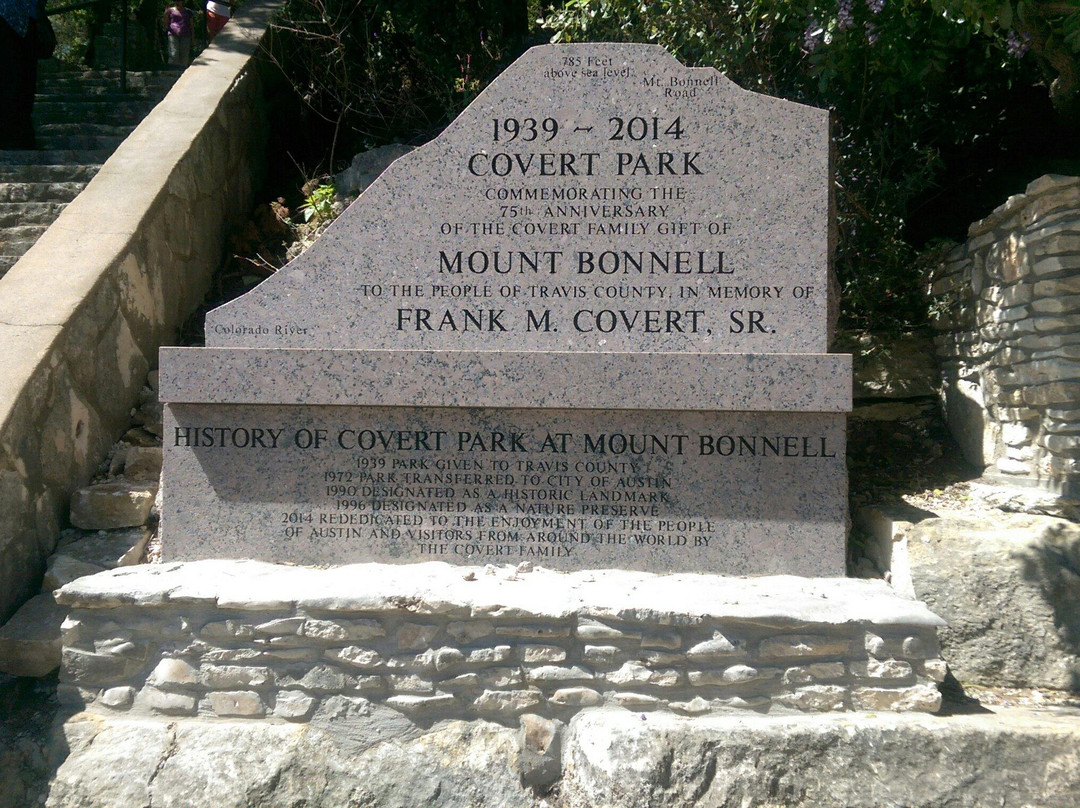 785 Feet
above sea level
Mt. Bonnell
Road
1939 ~ 2014
COVERT PARK
COMMEMORATING THE
75th ANNIVERSARY
OF THE COVERT FAMILY GIFT OF
MOUNT BONNELL
TO THE PEOPLE OF TRAVIS COUNTY, IN MEMORY OF
FRANK M. COVERT, SR.
Colorado River
HISTORY OF COVERT PARK AT MOUNT BONNELL
1939 PARK GIVEN TO TRAVIS COUNTY
1972 PARK TRANSFERRED TO CITY OF AUSTIN
1990 DESIGNATED AS A HISTORIC LANDMARK
1996 DESIGNATED AS A NATURE PRESERVE
2014 REDEDICATED TO THE ENJOYMENT OF THE PEOPLE
OF AUSTIN AND VISITORS FROM AROUND THE WORLD BY
THE COVERT FAMILY